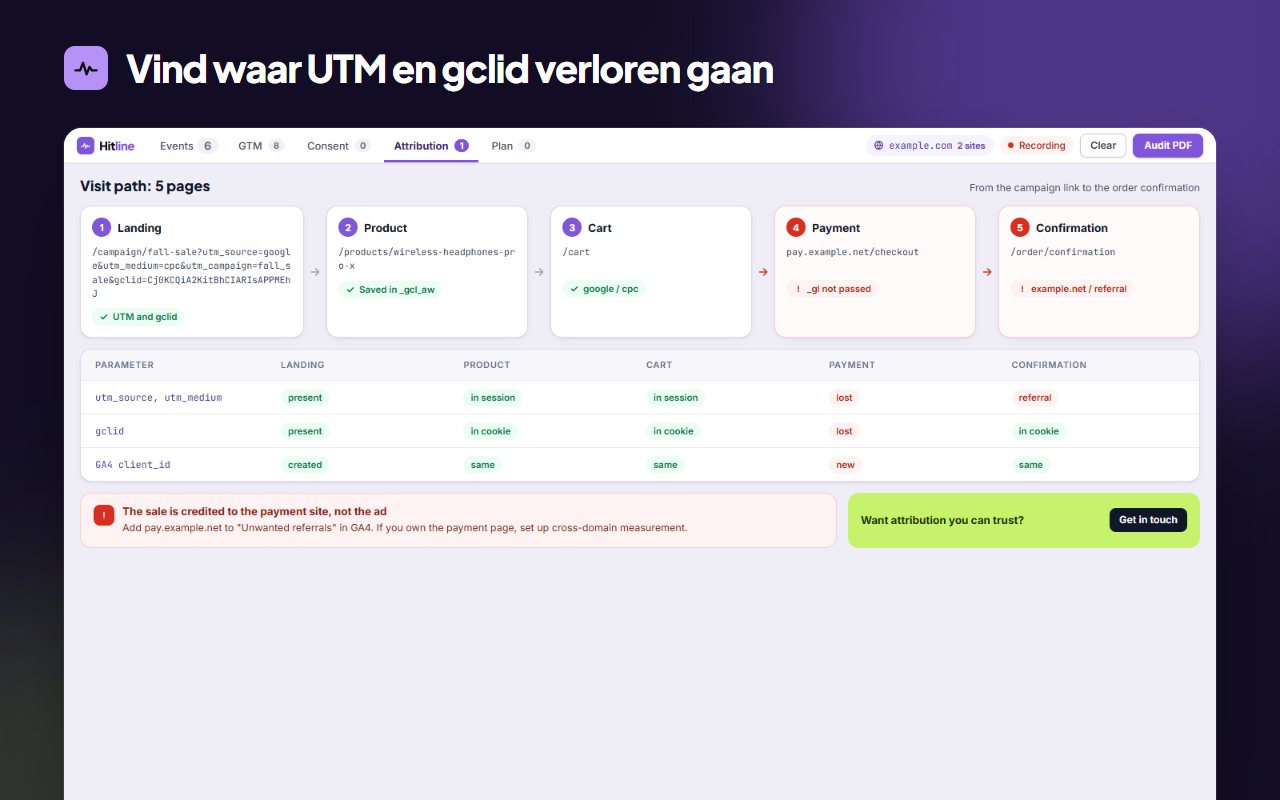 Vind waar UTM en gclid verloren gaan
Hitline Events 6 GTM 8 Consent 0 Attribution 1 Plan 0 example.com 2 sites Recording Clear Audit PDF
Visit path: 5 pages From the campaign link to the order confirmation
1 Landing
/campaign/fall-sale?utm_source=googl
e&utm_medium=cpc&utm_campaign=fall_s
ale&gclid=Cj0KCQiA2KitBhCIARIsAPPMEh
J
✓ UTM and gclid
→
2 Product
/products/wireless-headphones-pr
o-x
✓ Saved in _gcl_aw
→
3 Cart
/cart
✓ google / cpc
→
4 Payment
pay.example.net/checkout
! _gl not passed
→
5 Confirmation
/order/confirmation
! example.net / referral
PARAMETER LANDING PRODUCT CART PAYMENT CONFIRMATION
utm_source, utm_medium present in session in session lost referral
gclid present in cookie in cookie lost in cookie
GA4 client_id created same same new same
! The sale is credited to the payment site, not the ad
Add pay.example.net to "Unwanted referrals" in GA4. If you own the payment page, set up cross-domain measurement.
Want attribution you can trust? Get in touch